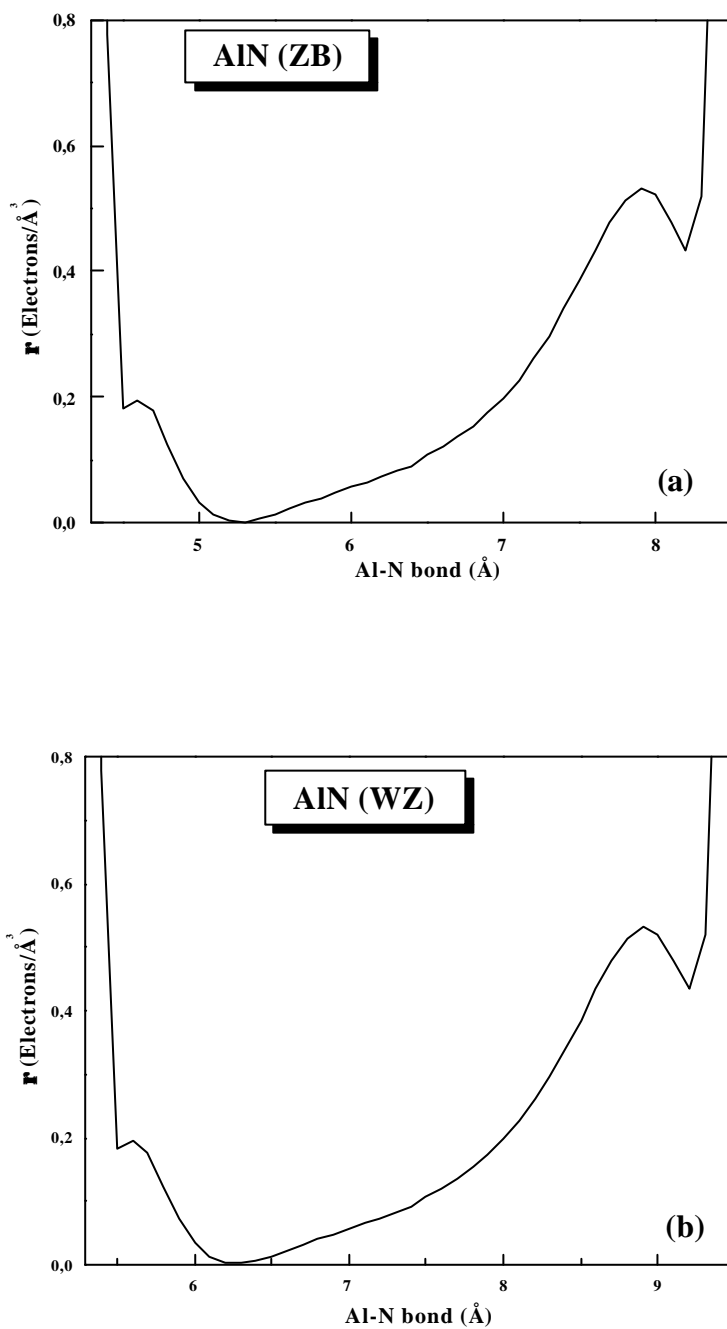 AlN (ZB)
0,8
0,6
0,4
0,2
0,0
r (Electrons/Å³)
(a)
5 6 7 8
Al-N bond (Å)
AlN (WZ)
0,8
0,6
0,4
0,2
0,0
r (Electrons/Å³)
(b)
6 7 8 9
Al-N bond (Å)